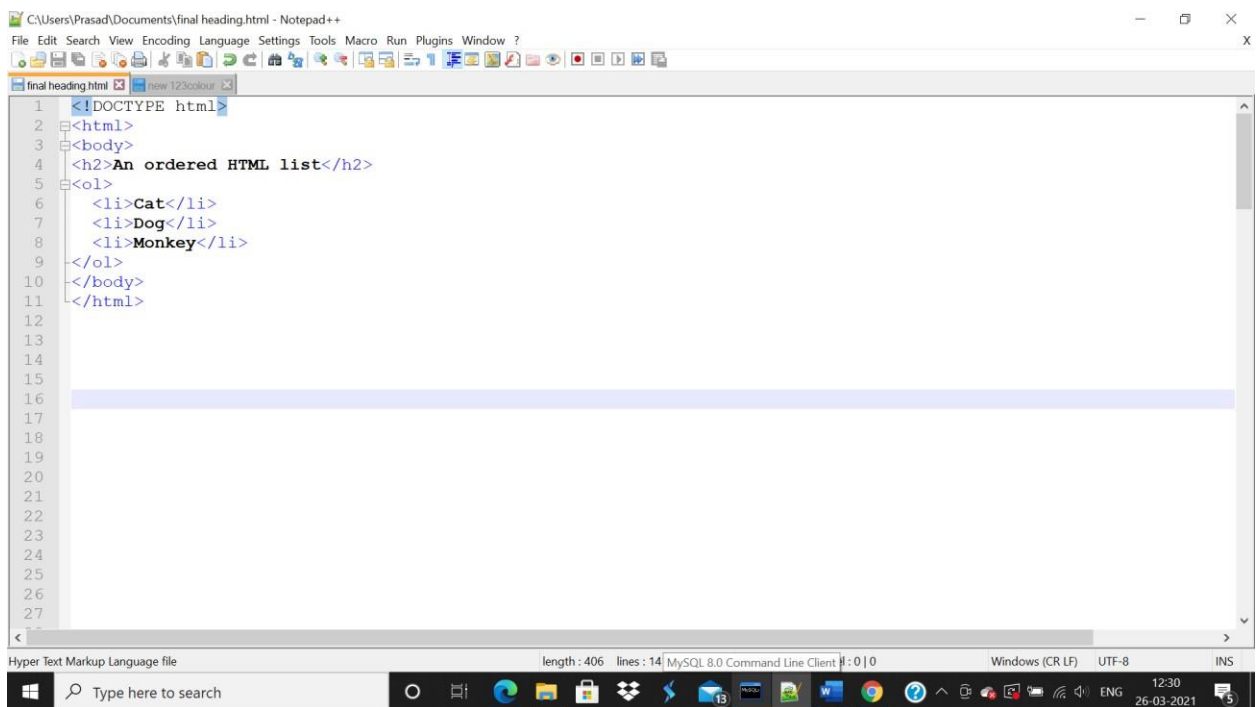 C:\Users\Prasad\Documents\final heading.html - Notepad++
File Edit Search View Encoding Language Settings Tools Macro Run Plugins Window ?
X
final heading.html new 123colour
1 <!DOCTYPE html>
2 <html>
3 <body>
4 <h2>An ordered HTML list</h2>
5 <ol>
6 <li>Cat</li>
7 <li>Dog</li>
8 <li>Monkey</li>
9 </ol>
10 </body>
11 </html>
12
13
14
15
16
17
18
19
20
21
22
23
24
25
26
27
Hyper Text Markup Language file length : 406 lines : 14 MySQL 8.0 Command Line Client : 0 | 0 Windows (CR LF) UTF-8 INS
Type here to search 13 W ENG 12:30
26-03-2021 5